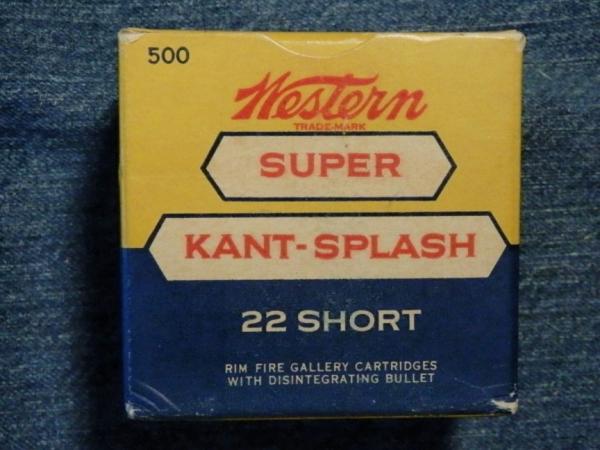 500
Western
TRADE-MARK
SUPER
KANT-SPLASH
22 SHORT
RIM FIRE GALLERY CARTRIDGES
WITH DISINTEGRATING BULLET